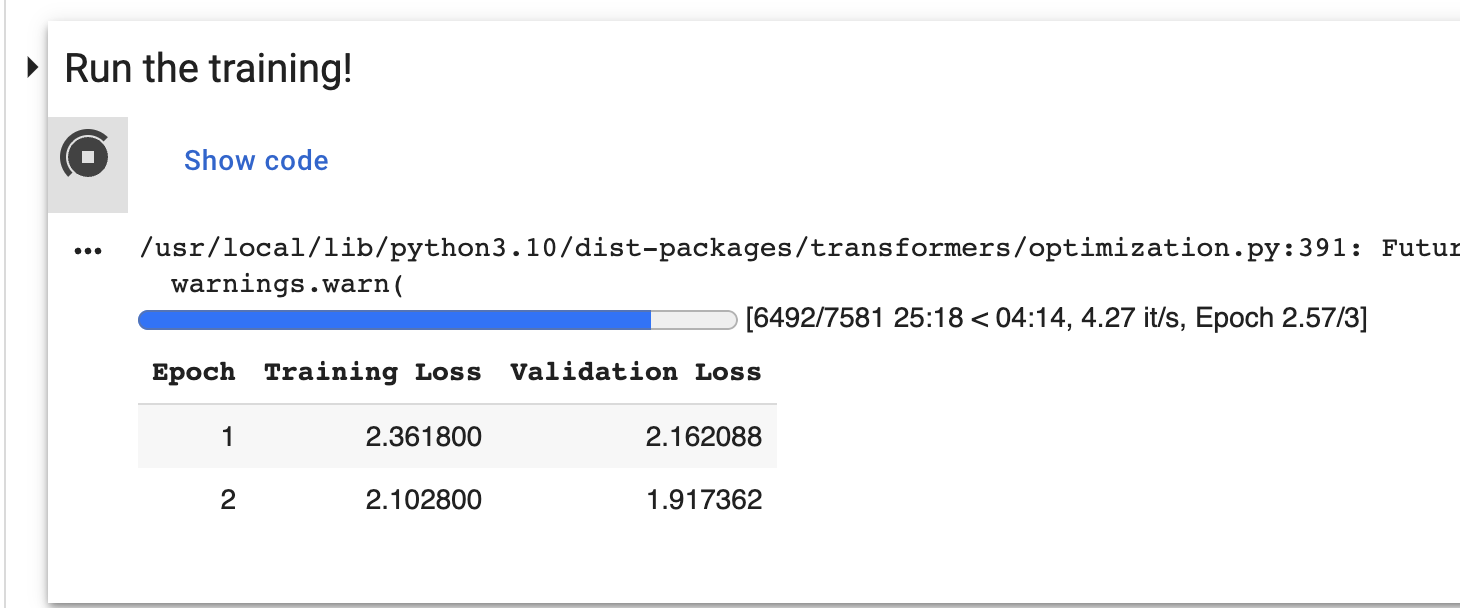 Run the training!
Show code
/usr/local/lib/python3.10/dist-packages/transformers/optimization.py:391: Futur
warnings.warn(
[6492/7581 25:18 < 04:14, 4.27 it/s, Epoch 2.57/3]
Epoch Training Loss Validation Loss
1 2.361800 2.162088
2 2.102800 1.917362